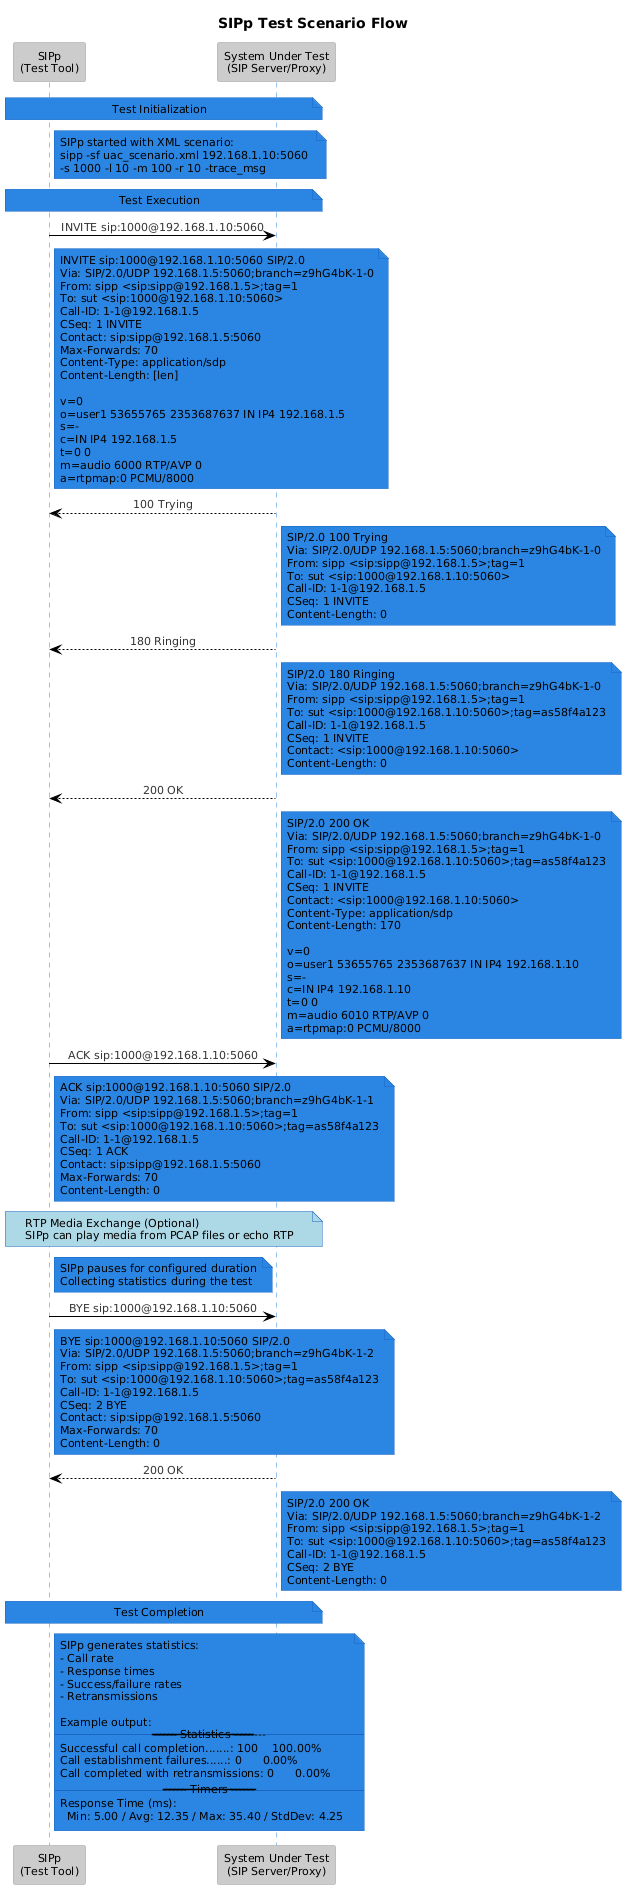 SIPp Test Scenario Flow
SIPp
(Test Tool)
System Under Test
(SIP Server/Proxy)
Test Initialization
SIPp started with XML scenario:
sipp -sf uac_scenario.xml 192.168.1.10:5060
-s 1000 -l 10 -m 100 -r 10 -trace_msg
Test Execution
INVITE sip:1000@192.168.1.10:5060
INVITE sip:1000@192.168.1.10:5060 SIP/2.0
Via: SIP/2.0/UDP 192.168.1.5:5060;branch=z9hG4bK-1-0
From: sipp <sip:sipp@192.168.1.5>;tag=1
To: sut <sip:1000@192.168.1.10:5060>
Call-ID: 1-1@192.168.1.5
CSeq: 1 INVITE
Contact: sip:sipp@192.168.1.5:5060
Max-Forwards: 70
Content-Type: application/sdp
Content-Length: [len]
v=0
o=user1 53655765 2353687637 IN IP4 192.168.1.5
s=-
c=IN IP4 192.168.1.5
t=0 0
m=audio 6000 RTP/AVP 0
a=rtpmap:0 PCMU/8000
100 Trying
SIP/2.0 100 Trying
Via: SIP/2.0/UDP 192.168.1.5:5060;branch=z9hG4bK-1-0
From: sipp <sip:sipp@192.168.1.5>;tag=1
To: sut <sip:1000@192.168.1.10:5060>
Call-ID: 1-1@192.168.1.5
CSeq: 1 INVITE
Content-Length: 0
180 Ringing
SIP/2.0 180 Ringing
Via: SIP/2.0/UDP 192.168.1.5:5060;branch=z9hG4bK-1-0
From: sipp <sip:sipp@192.168.1.5>;tag=1
To: sut <sip:1000@192.168.1.10:5060>;tag=as58f4a123
Call-ID: 1-1@192.168.1.5
CSeq: 1 INVITE
Contact: <sip:1000@192.168.1.10:5060>
Content-Length: 0
200 OK
SIP/2.0 200 OK
Via: SIP/2.0/UDP 192.168.1.5:5060;branch=z9hG4bK-1-0
From: sipp <sip:sipp@192.168.1.5>;tag=1
To: sut <sip:1000@192.168.1.10:5060>;tag=as58f4a123
Call-ID: 1-1@192.168.1.5
CSeq: 1 INVITE
Contact: <sip:1000@192.168.1.10:5060>
Content-Type: application/sdp
Content-Length: 170
v=0
o=user1 53655765 2353687637 IN IP4 192.168.1.10
s=-
c=IN IP4 192.168.1.10
t=0 0
m=audio 6010 RTP/AVP 0
a=rtpmap:0 PCMU/8000
ACK sip:1000@192.168.1.10:5060
ACK sip:1000@192.168.1.10:5060 SIP/2.0
Via: SIP/2.0/UDP 192.168.1.5:5060;branch=z9hG4bK-1-1
From: sipp <sip:sipp@192.168.1.5>;tag=1
To: sut <sip:1000@192.168.1.10:5060>;tag=as58f4a123
Call-ID: 1-1@192.168.1.5
CSeq: 1 ACK
Contact: sip:sipp@192.168.1.5:5060
Max-Forwards: 70
Content-Length: 0
RTP Media Exchange (Optional)
SIPp can play media from PCAP files or echo RTP
SIPp pauses for configured duration
Collecting statistics during the test
BYE sip:1000@192.168.1.10:5060
BYE sip:1000@192.168.1.10:5060 SIP/2.0
Via: SIP/2.0/UDP 192.168.1.5:5060;branch=z9hG4bK-1-2
From: sipp <sip:sipp@192.168.1.5>;tag=1
To: sut <sip:1000@192.168.1.10:5060>;tag=as58f4a123
Call-ID: 1-1@192.168.1.5
CSeq: 2 BYE
Contact: sip:sipp@192.168.1.5:5060
Max-Forwards: 70
Content-Length: 0
200 OK
SIP/2.0 200 OK
Via: SIP/2.0/UDP 192.168.1.5:5060;branch=z9hG4bK-1-2
From: sipp <sip:sipp@192.168.1.5>;tag=1
To: sut <sip:1000@192.168.1.10:5060>;tag=as58f4a123
Call-ID: 1-1@192.168.1.5
CSeq: 2 BYE
Content-Length: 0
Test Completion
SIPp generates statistics:
- Call rate
- Response times
- Success/failure rates
- Retransmissions
Example output:
Statistics
Successful call completion.......: 100 100.00%
Call establishment failures......: 0 0.00%
Call completed with retransmissions: 0 0.00%
Timers
Response Time (ms):
Min: 5.00 / Avg: 12.35 / Max: 35.40 / StdDev: 4.25
SIPp
(Test Tool)
System Under Test
(SIP Server/Proxy)